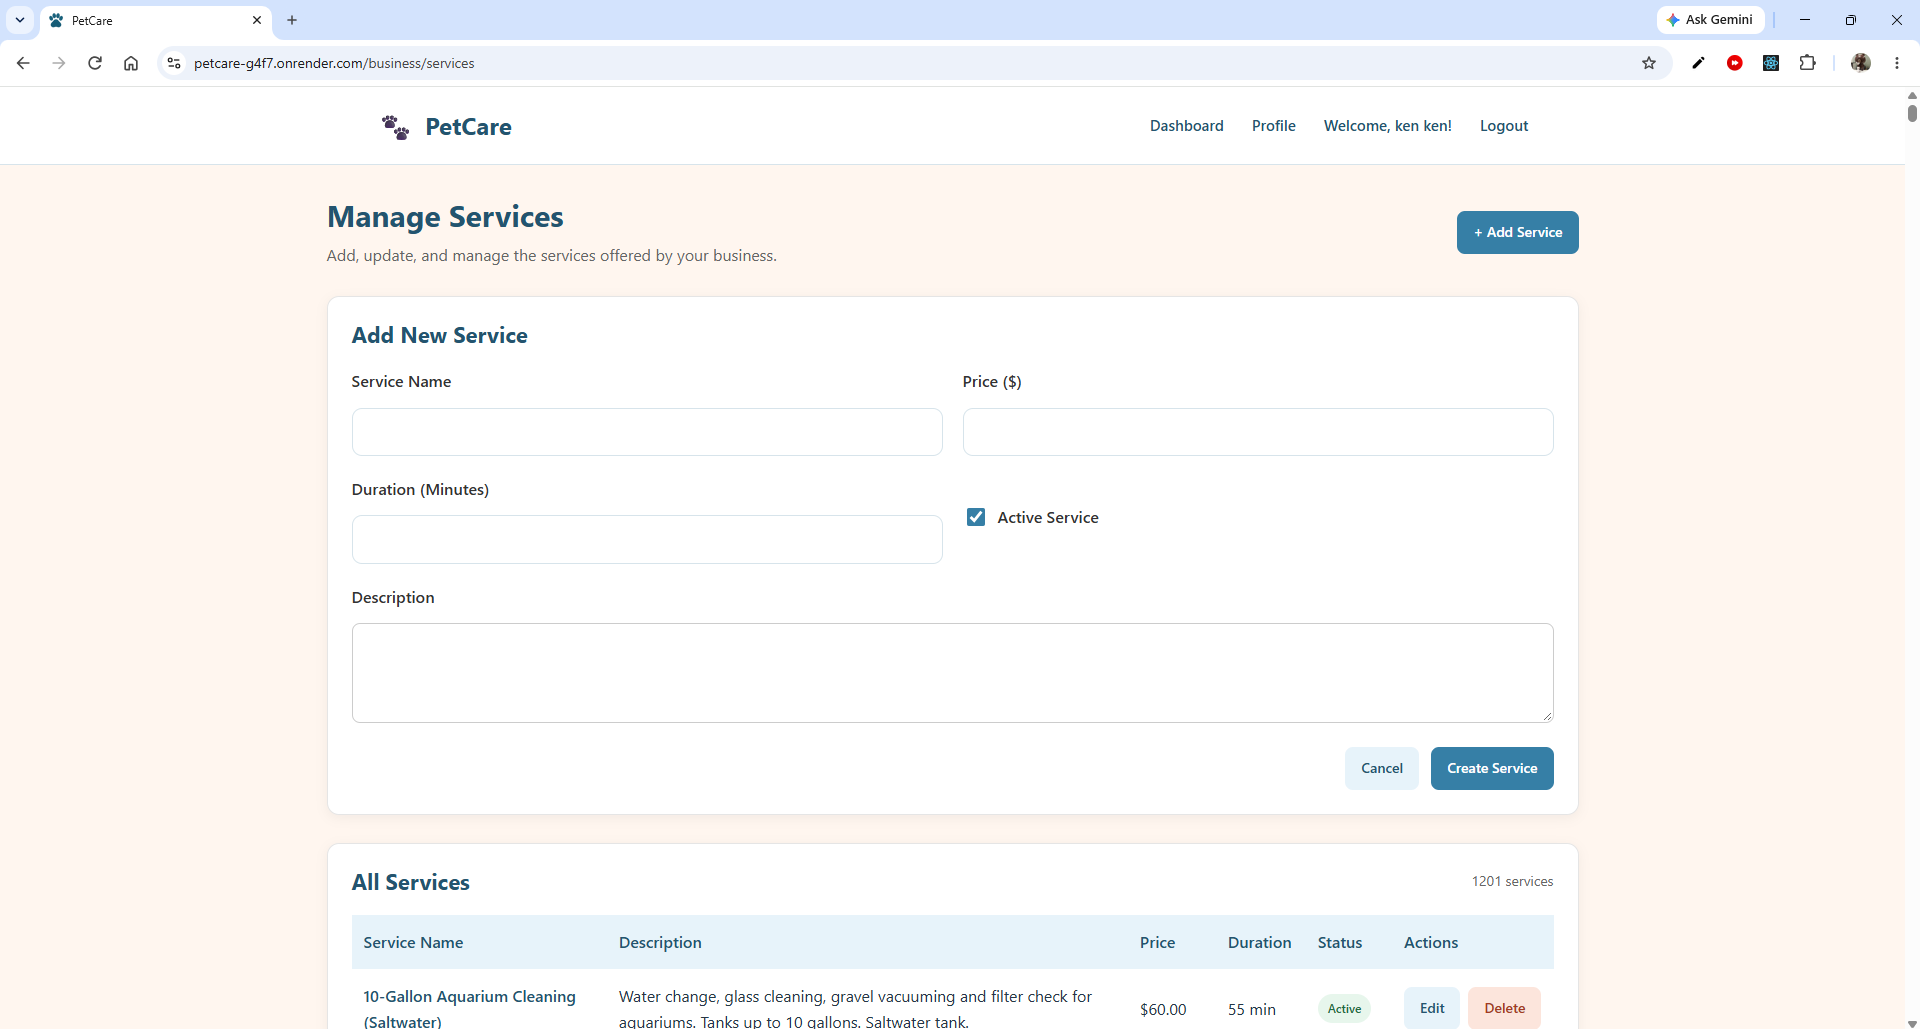 PetCare
Ask Gemini
petcare-g4f7.onrender.com/business/services
PetCare
Dashboard
Profile
Welcome, ken ken!
Logout
Manage Services
Add, update, and manage the services offered by your business.
+ Add Service
Add New Service
Service Name
Price ($)
Duration (Minutes)
Active Service
Description
Cancel
Create Service
All Services
1201 services
Service Name
Description
Price
Duration
Status
Actions
10-Gallon Aquarium Cleaning
(Saltwater)
Water change, glass cleaning, gravel vacuuming and filter check for
aquariums. Tanks up to 10 gallons. Saltwater tank.
$60.00
55 min
Active
Edit
Delete